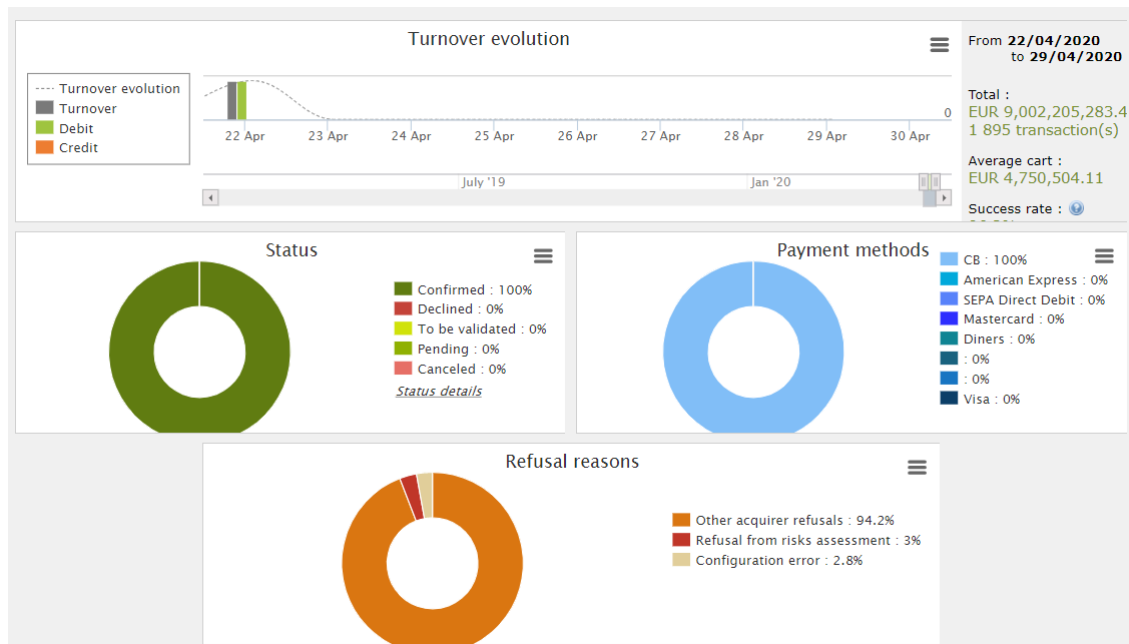 Turnover evolution
Turnover evolution
Turnover
Debit
Credit
0
22 Apr 23 Apr 24 Apr 25 Apr 26 Apr 27 Apr 28 Apr 29 Apr 30 Apr
July '19 Jan '20
From 22/04/2020
to 29/04/2020
Total :
EUR 9,002,205,283.4
1 895 transaction(s)
Average cart :
EUR 4,750,504.11
Success rate :
Status
Confirmed : 100%
Declined : 0%
To be validated : 0%
Pending : 0%
Canceled : 0%
Status details
Payment methods
CB : 100%
American Express : 0%
SEPA Direct Debit : 0%
Mastercard : 0%
Diners : 0%
: 0%
: 0%
Visa : 0%
Refusal reasons
Other acquirer refusals : 94.2%
Refusal from risks assessment : 3%
Configuration error : 2.8%